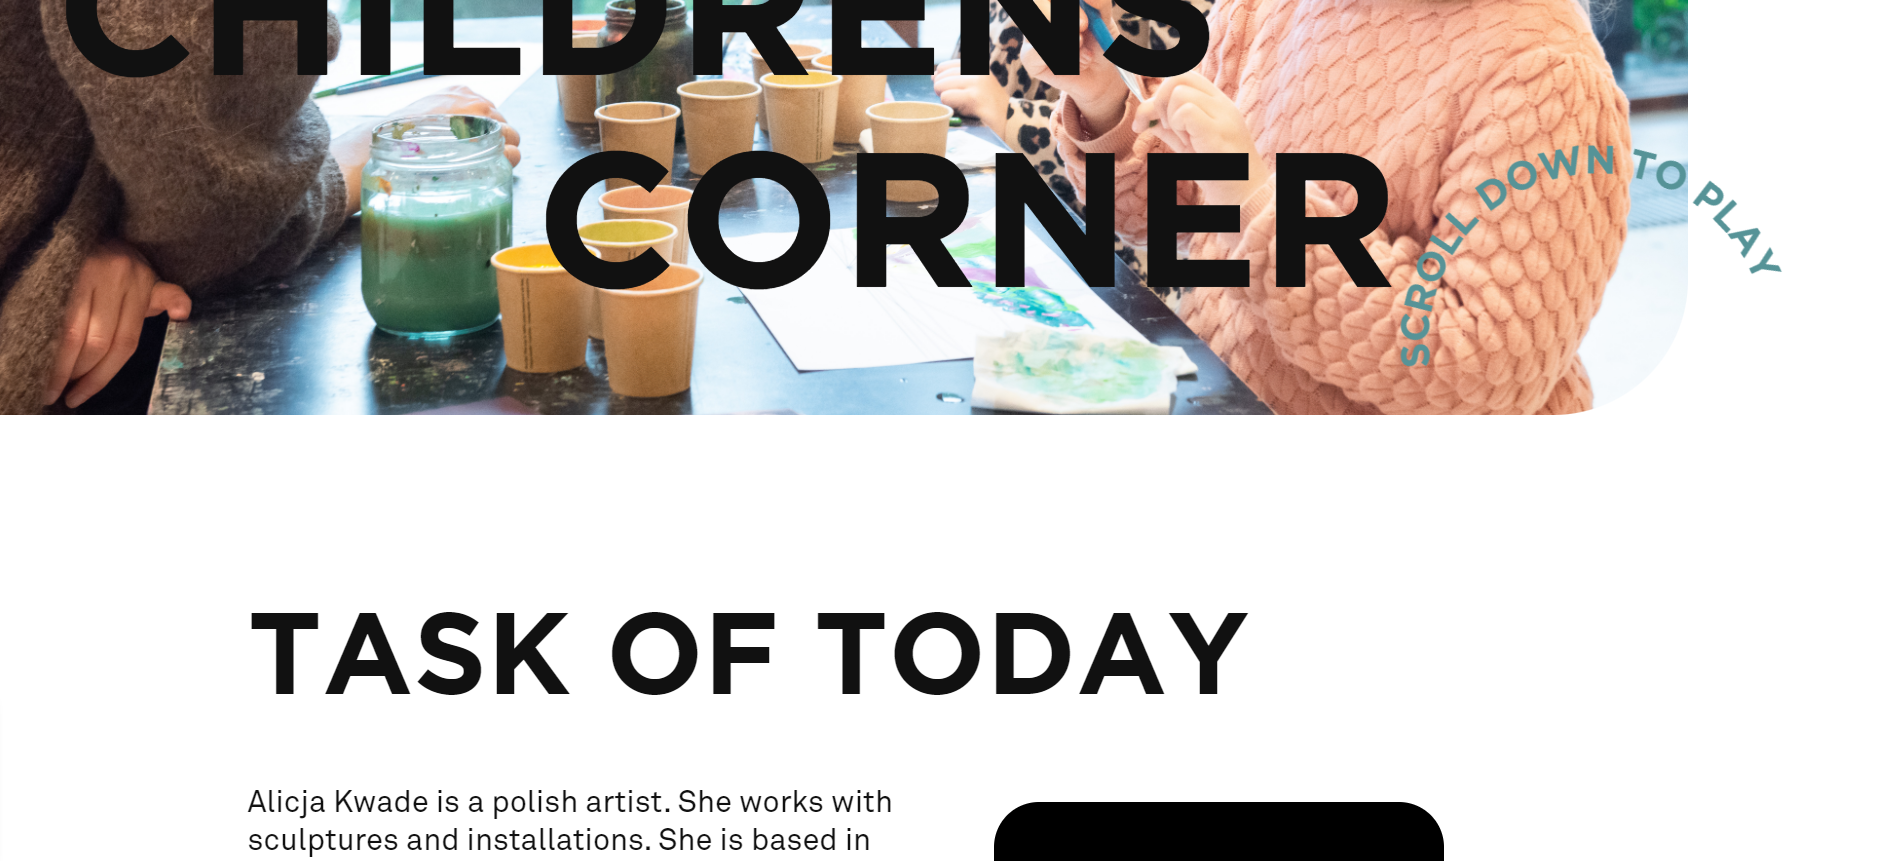 CHILDRENS
CORNER
SCROLL DOWN TO PLAY
TASK OF TODAY
Alicja Kwade is a polish artist. She works with
sculptures and installations. She is based in